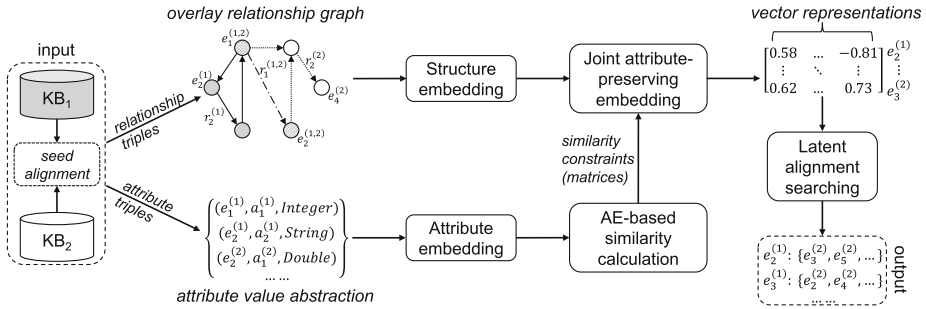 input
KB₁
seed
alignment
KB₂
relationship
triples
attribute
triples
overlay relationship graph
e₁^(1,2)
r₁^(1,2)
r₂^(2)
e₂^(1)
e₄^(2)
r₂^(1)
e₂^(1,2)
(e₁^(1), a₁^(1), Integer)
(e₂^(1), a₂^(1), String)
(e₂^(2), a₁^(2), Double)
... ...
attribute value abstraction
Structure
embedding
Attribute
embedding
Joint attribute-
preserving
embedding
similarity
constraints
(matrices)
AE-based
similarity
calculation
vector representations
0.58 ... −0.81 e₂^(1)
⋮ ⋱ ⋮ ⋮
0.62 ... 0.73 e₃^(2)
Latent
alignment
searching
e₂^(1): {e₃^(2), e₅^(2), ...}
e₃^(1): {e₂^(2), e₄^(2), ...}
... ...
output